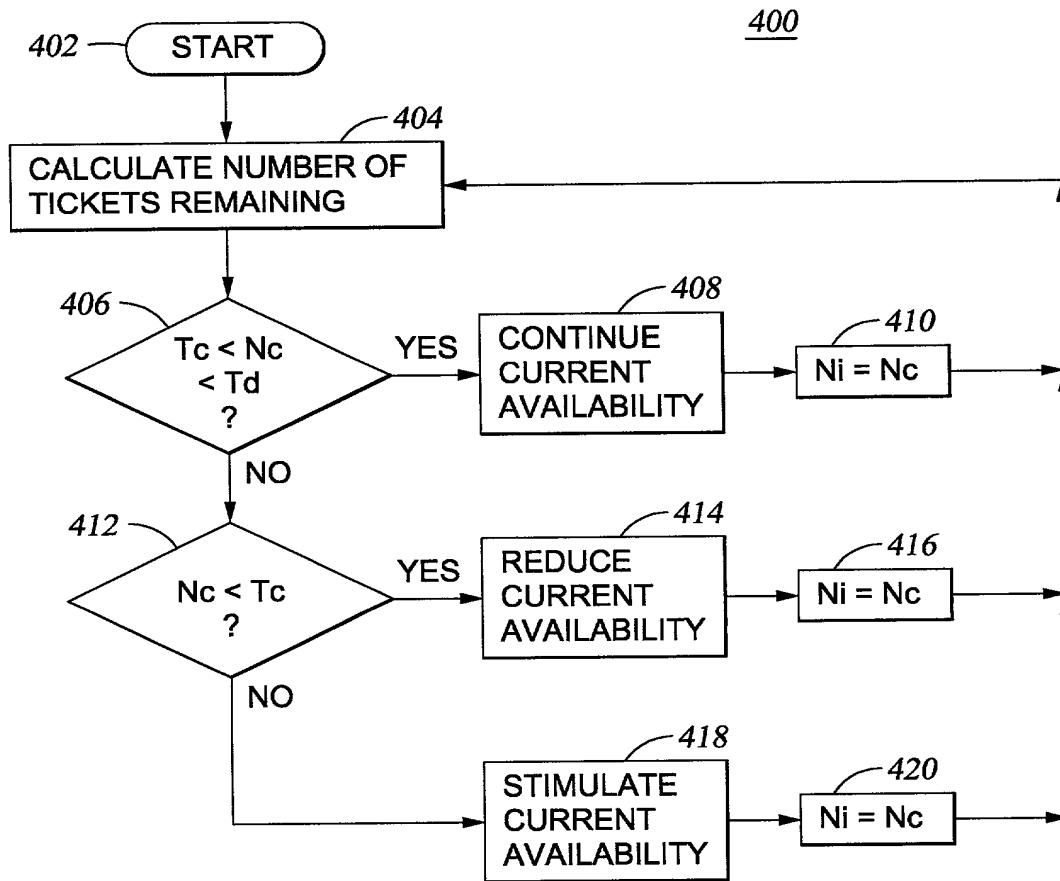 400
402
START
404
CALCULATE NUMBER OF
TICKETS REMAINING
406
Tc < Nc
< Td
?
YES
NO
408
CONTINUE
CURRENT
AVAILABILITY
410
Ni = Nc
412
Nc < Tc
?
YES
NO
414
REDUCE
CURRENT
AVAILABILITY
416
Ni = Nc
418
STIMULATE
CURRENT
AVAILABILITY
420
Ni = Nc